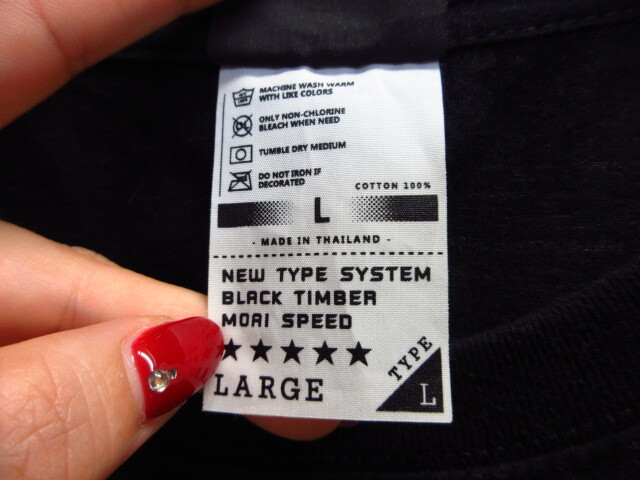 MACHINE WASH WARM
WITH LIKE COLORS
ONLY NON-CHLORINE
BLEACH WHEN NEED
TUMBLE DRY MEDIUM
DO NOT IRON IF
DECORATED
COTTON 100%
L
- MADE IN THAILAND -
NEW TYPE SYSTEM
BLACK TIMBER
MORI SPEED
★★★★★
LARGE
TYPE
L